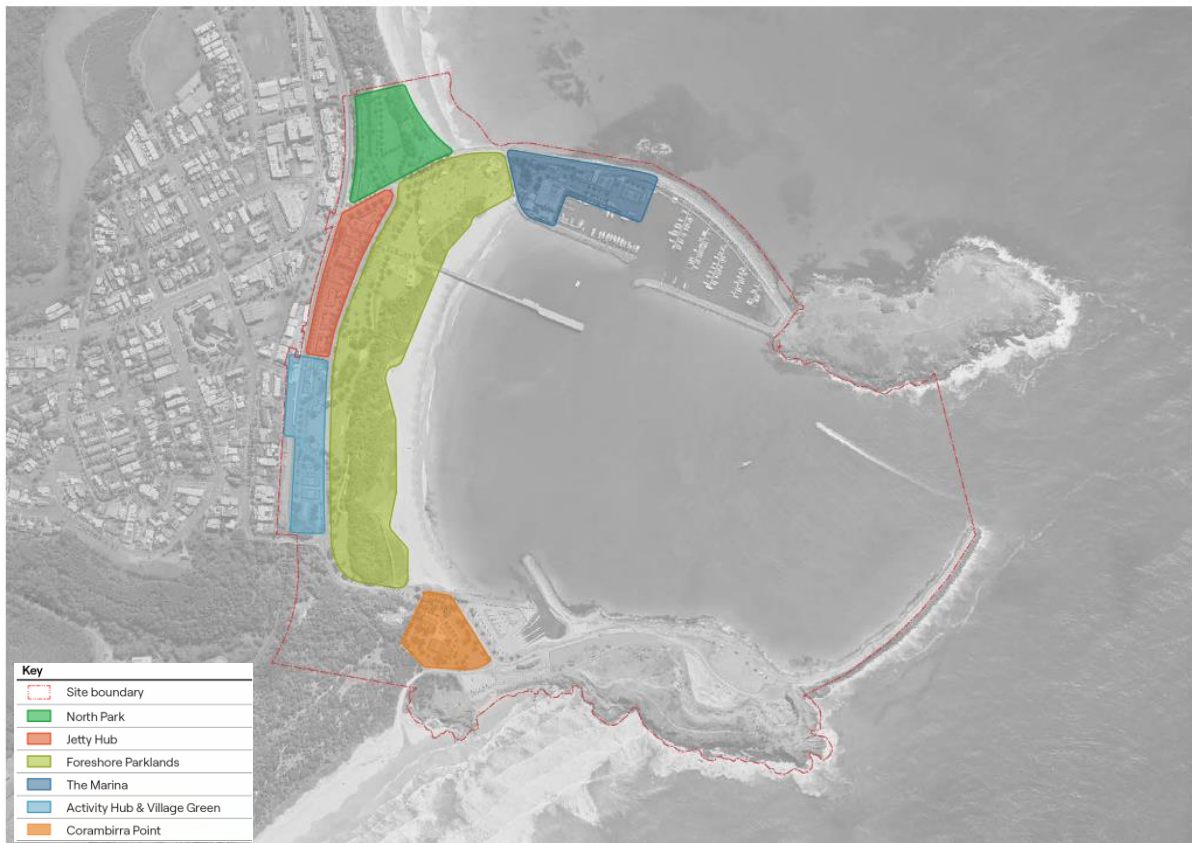 Key
Site boundary
North Park
Jetty Hub
Foreshore Parklands
The Marina
Activity Hub & Village Green
Corambirra Point